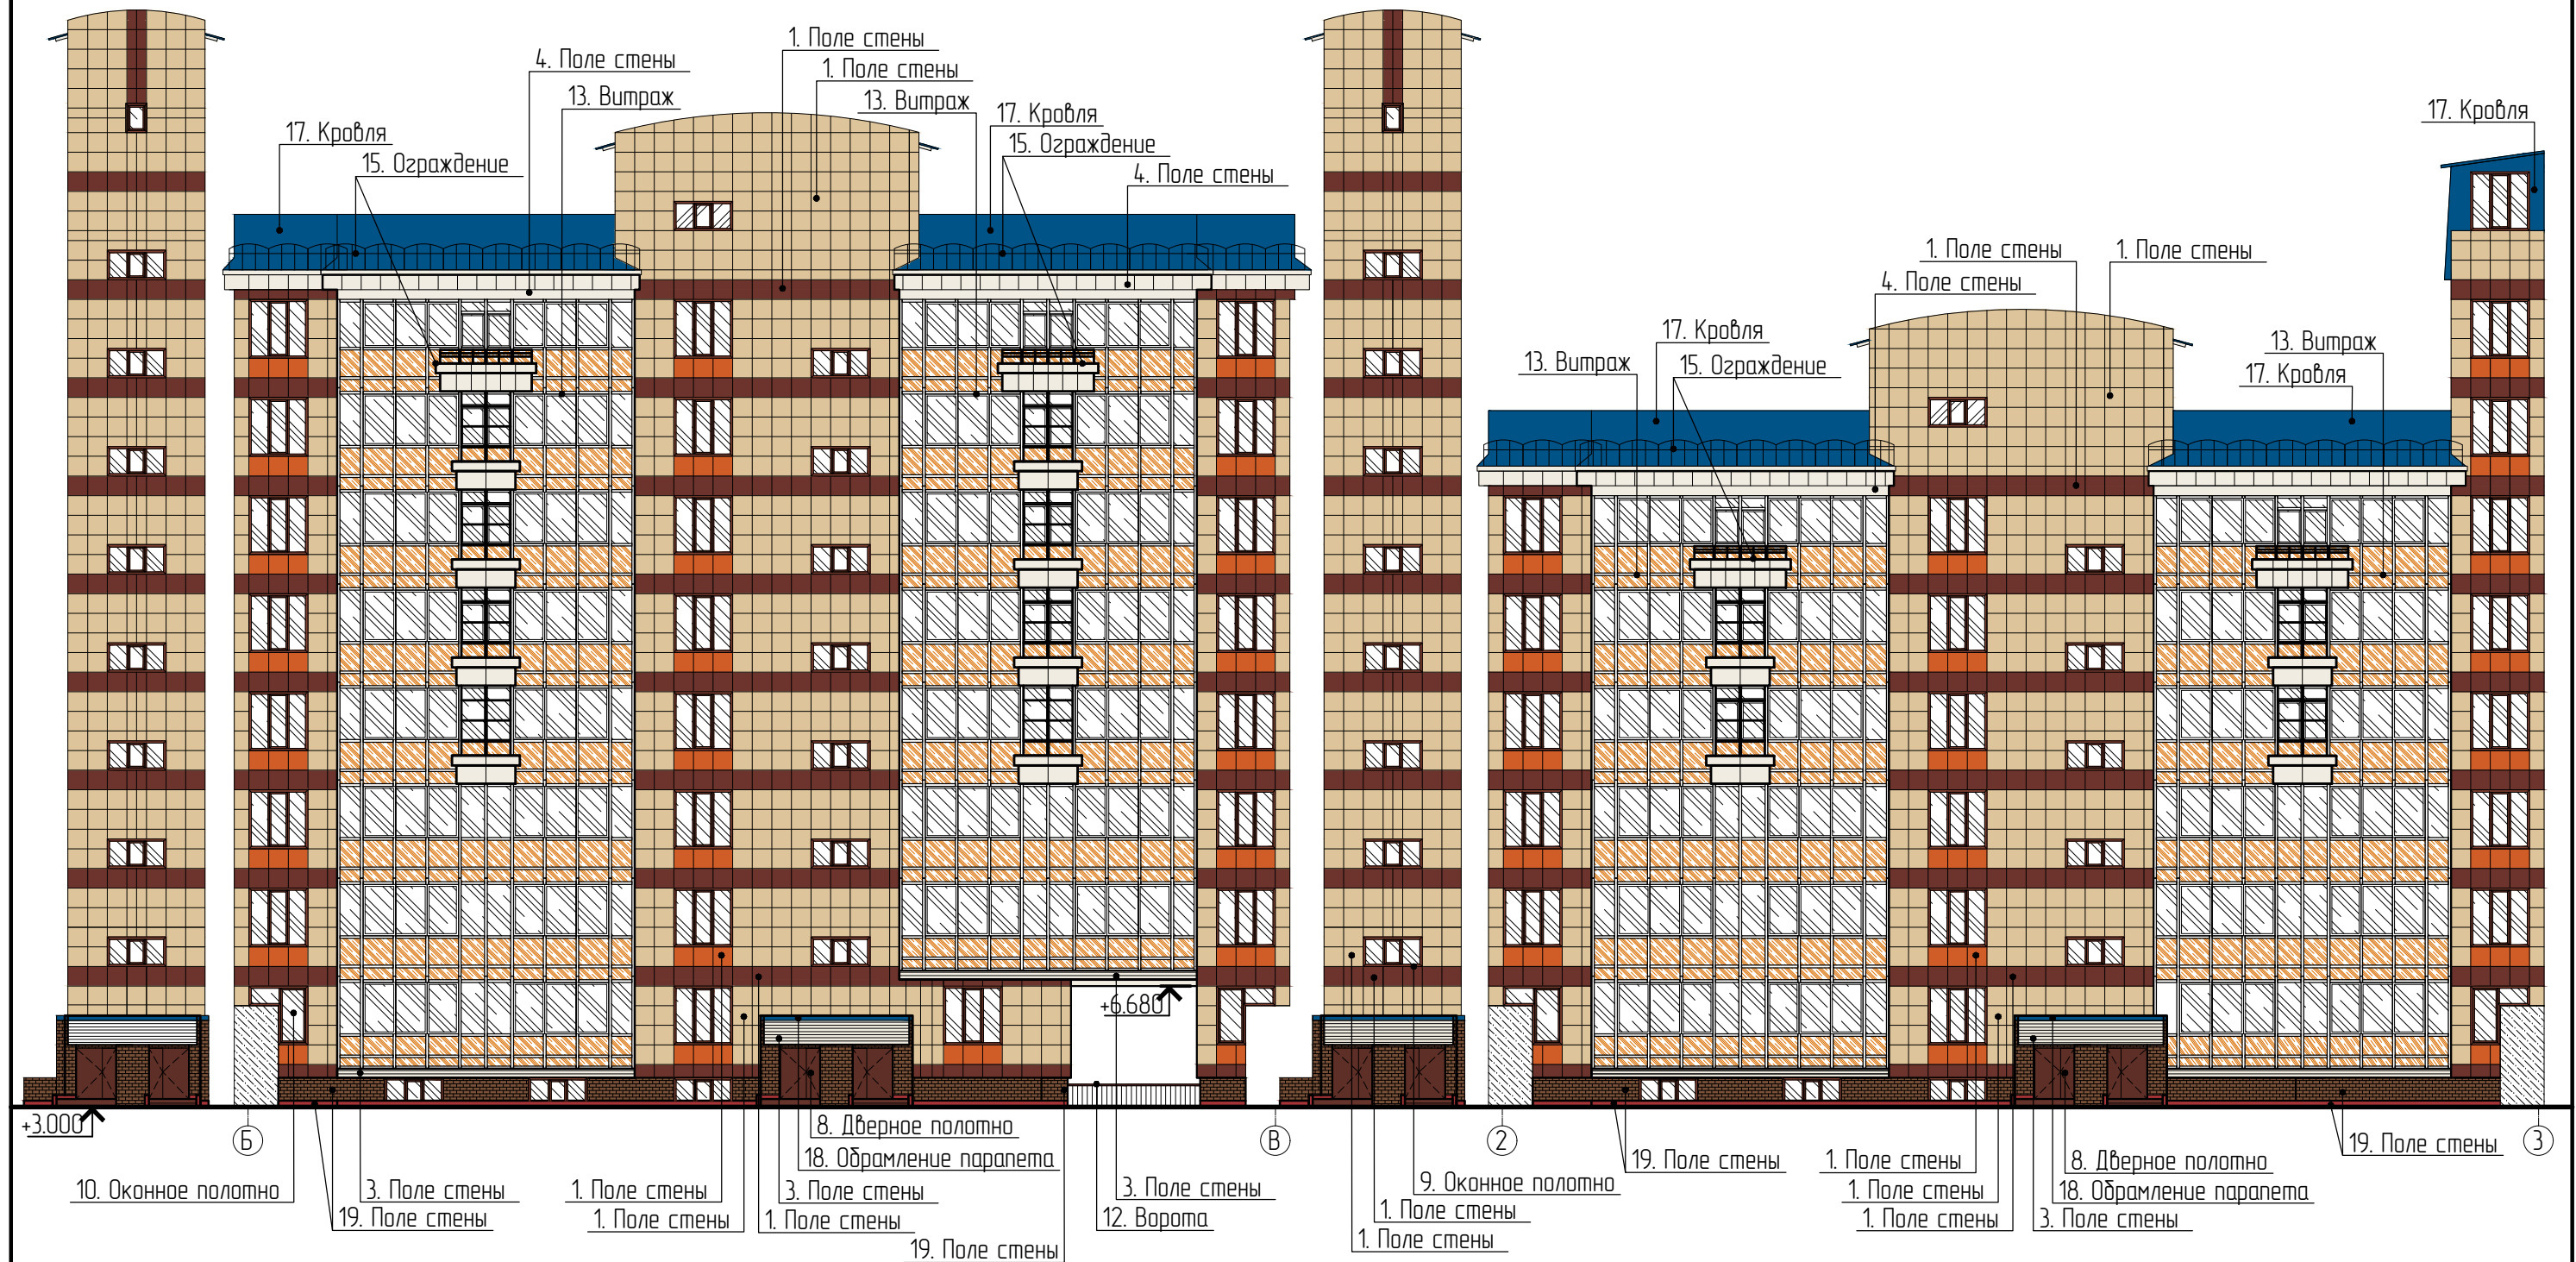 1. Поле стены
4. Поле стены
1. Поле стены
13. Витраж
13. Витраж
17. Кровля
17. Кровля
17. Кровля
15. Ограждение
15. Ограждение
4. Поле стены
1. Поле стены
1. Поле стены
4. Поле стены
17. Кровля
13. Витраж
13. Витраж
15. Ограждение
17. Кровля
+6.680
+3.000
Б
В
2
3
8. Дверное полотно
18. Обрамление парапета
19. Поле стены
1. Поле стены
8. Дверное полотно
19. Поле стены
10. Оконное полотно
3. Поле стены
1. Поле стены
3. Поле стены
3. Поле стены
9. Оконное полотно
1. Поле стены
18. Обрамление парапета
19. Поле стены
1. Поле стены
1. Поле стены
12. Ворота
1. Поле стены
1. Поле стены
3. Поле стены
19. Поле стены
1. Поле стены